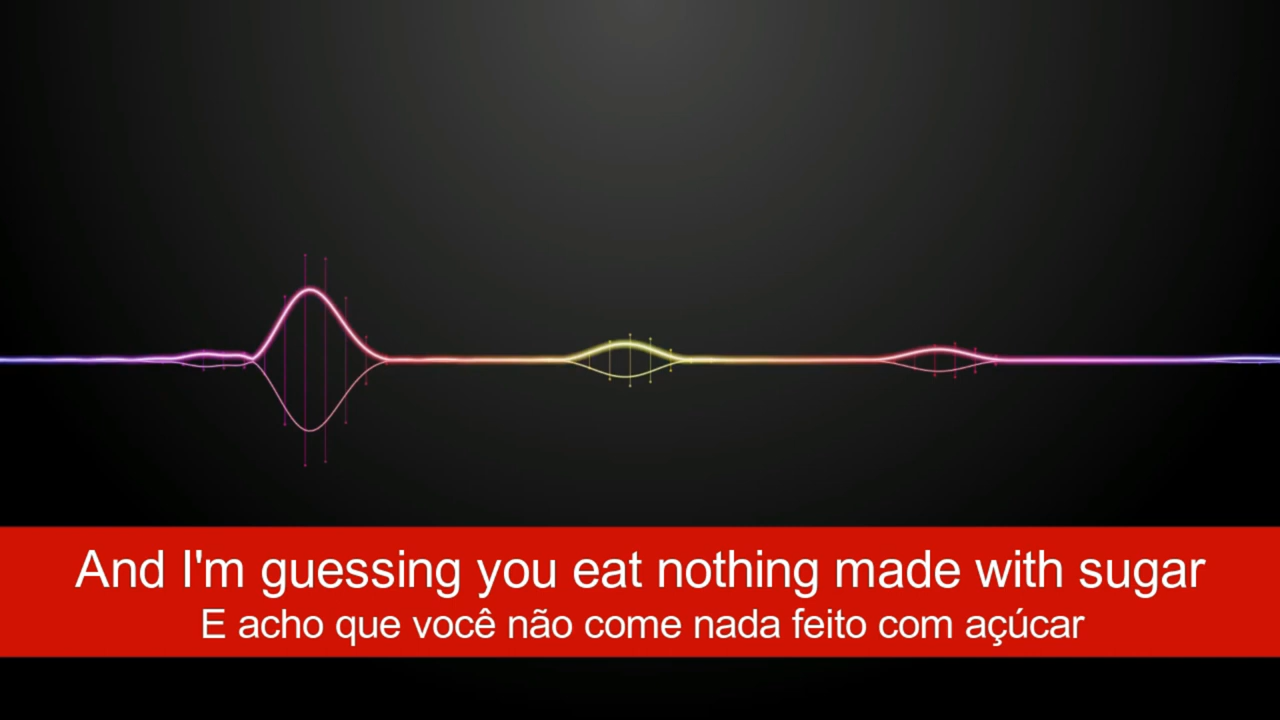 And I'm guessing you eat nothing made with sugar
E acho que você não come nada feito com açúcar